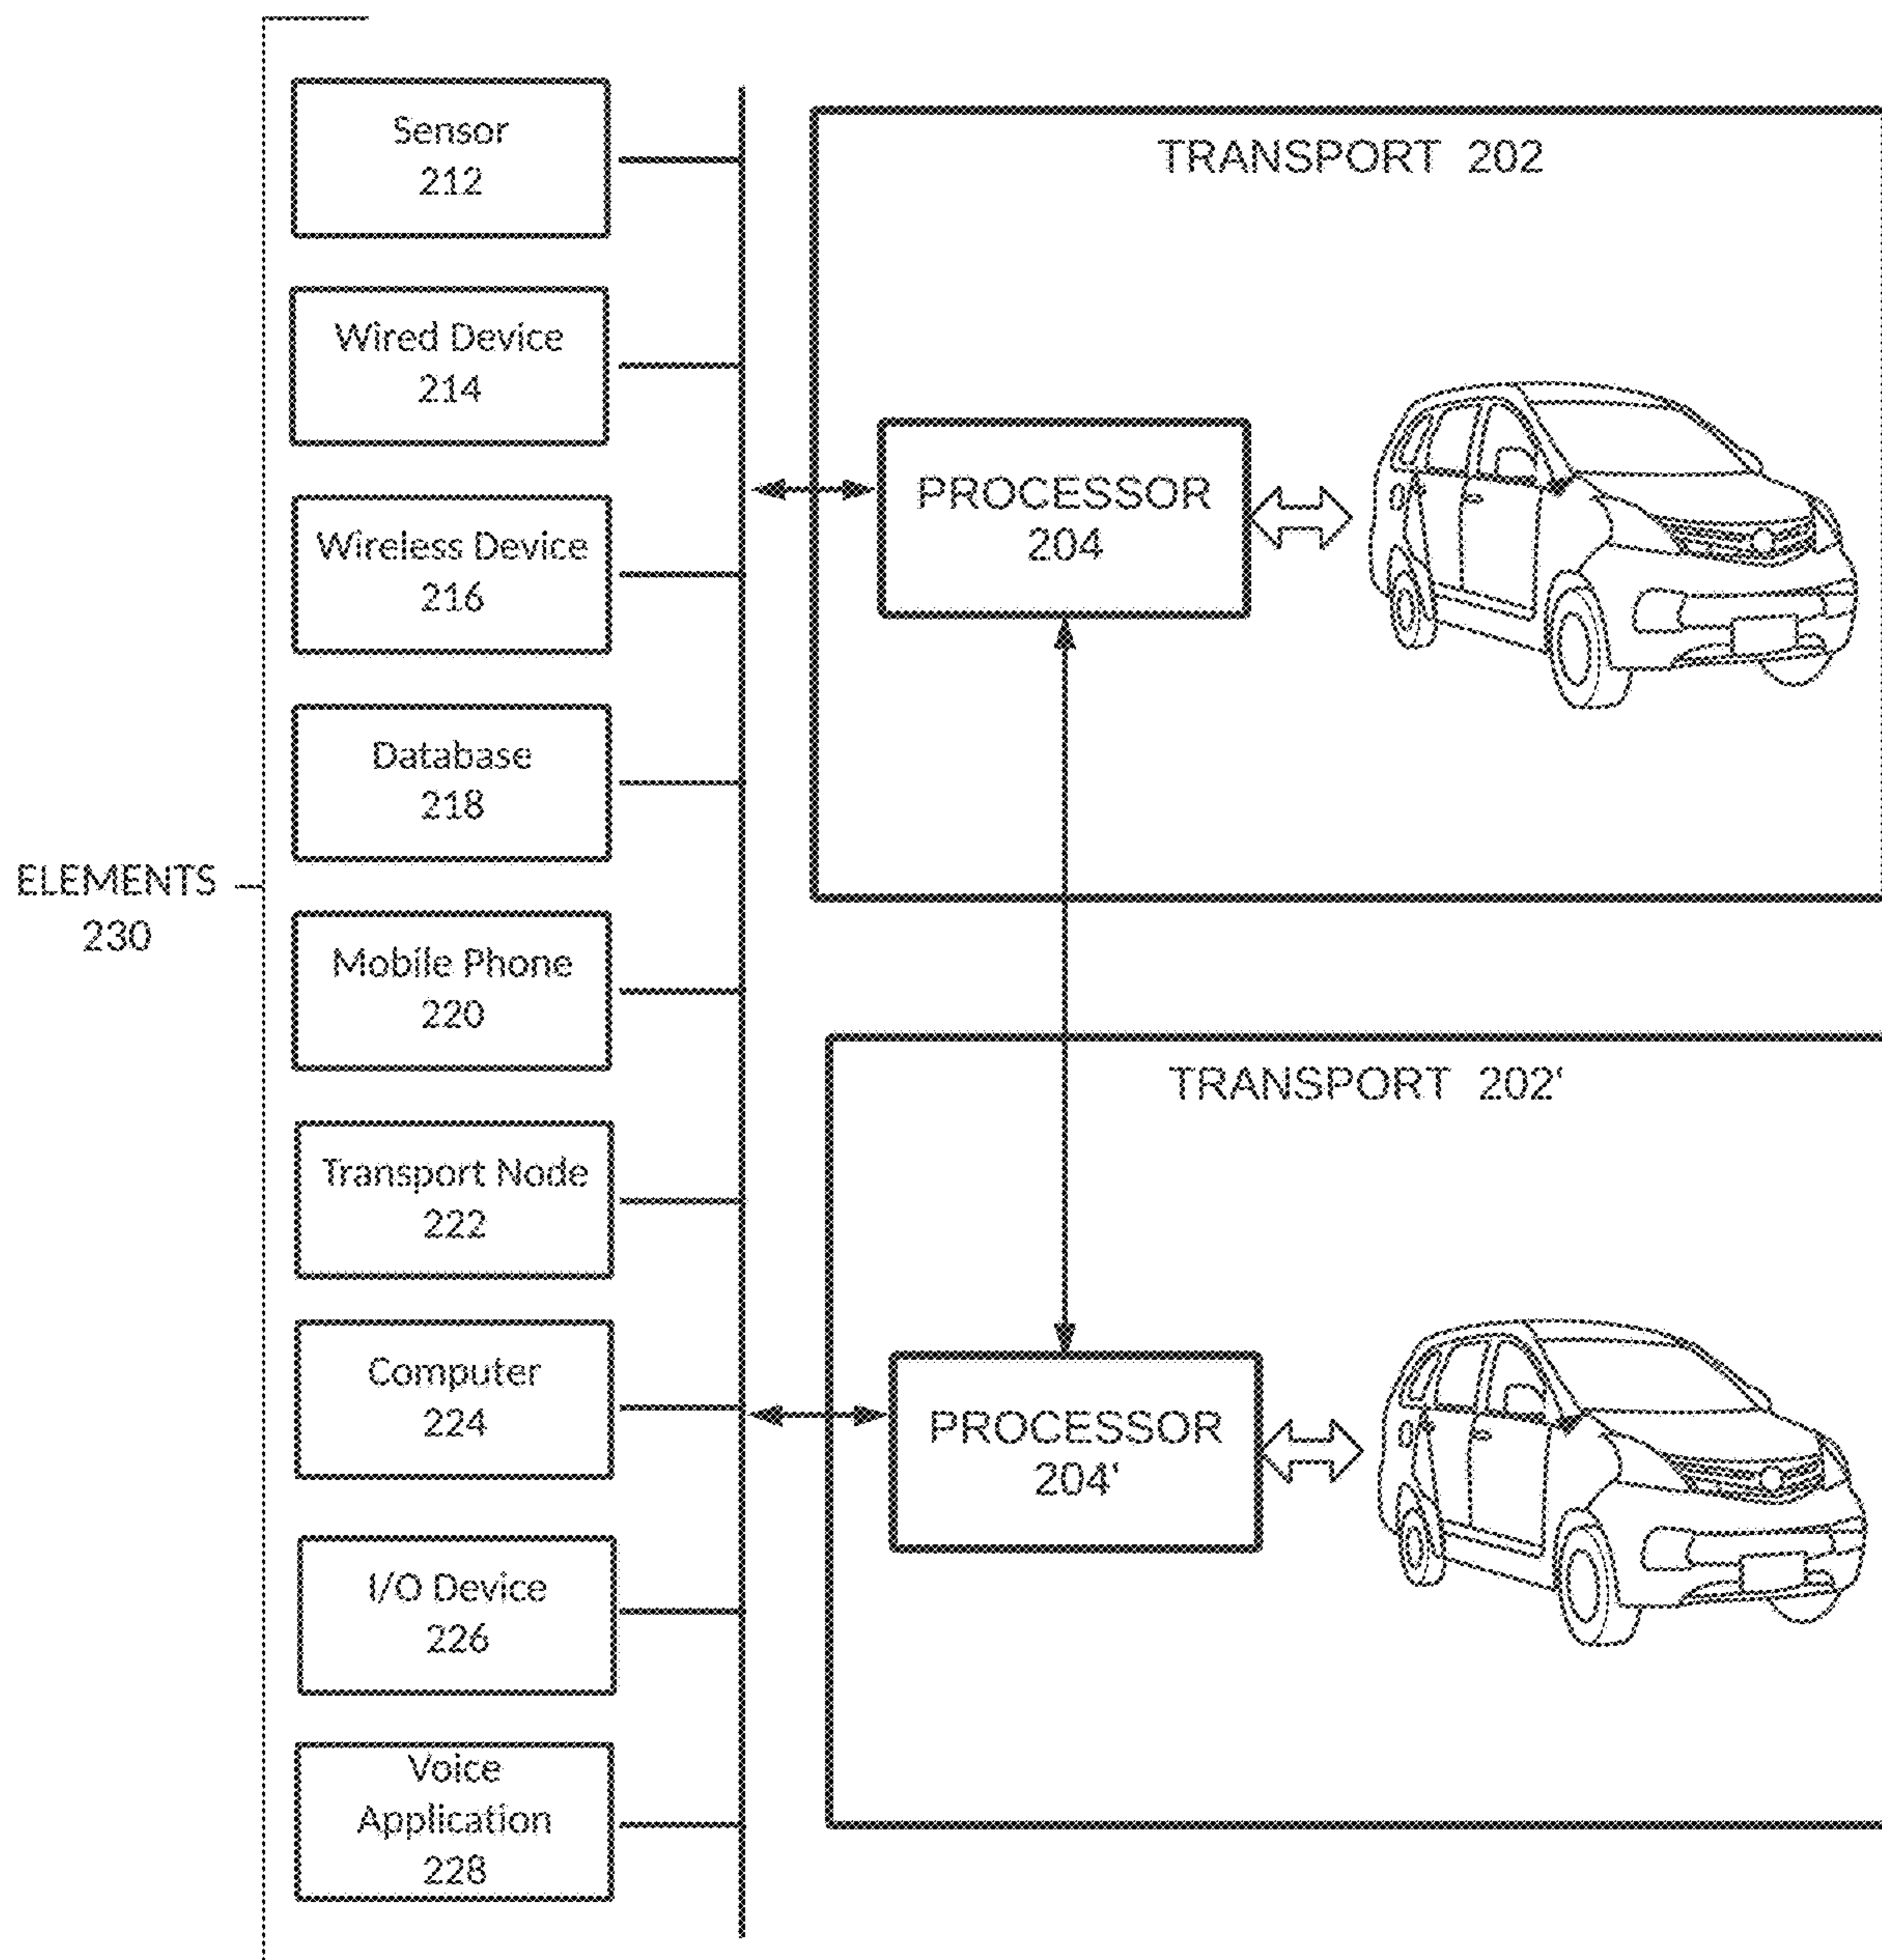 Sensor
212
Wired Device
214
Wireless Device
216
Database
218
ELEMENTS
230
Mobile Phone
220
Transport Node
222
Computer
224
I/O Device
226
Voice
Application
228
TRANSPORT 202
PROCESSOR
204
TRANSPORT 202‘
PROCESSOR
204‘